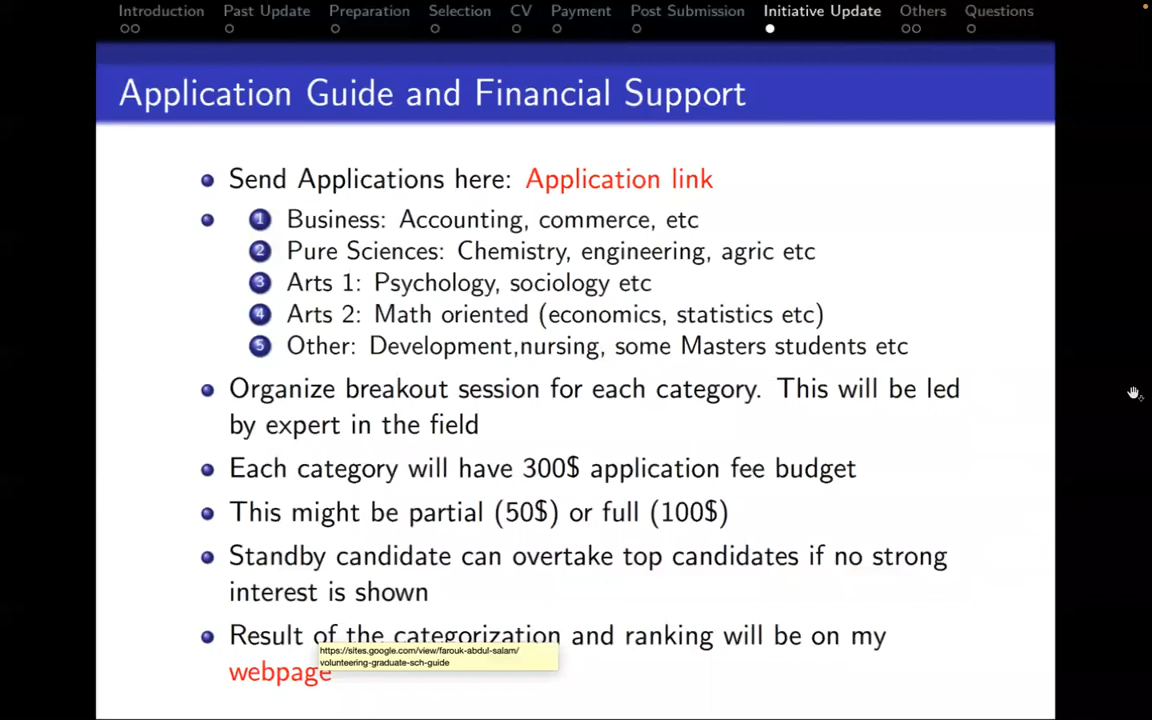 Introduction Past Update Preparation Selection CV Payment Post Submission Initiative Update Others Questions
Application Guide and Financial Support
Send Applications here: Application link
1 Business: Accounting, commerce, etc
2 Pure Sciences: Chemistry, engineering, agric etc
3 Arts 1: Psychology, sociology etc
4 Arts 2: Math oriented (economics, statistics etc)
5 Other: Development,nursing, some Masters students etc
Organize breakout session for each category. This will be led
by expert in the field
Each category will have 300$ application fee budget
This might be partial (50$) or full (100$)
Standby candidate can overtake top candidates if no strong
interest is shown
Result of the categorization and ranking will be on my
webpage
https://sites.google.com/view/farouk-abdul-salam/
volunteering-graduate-sch-guide